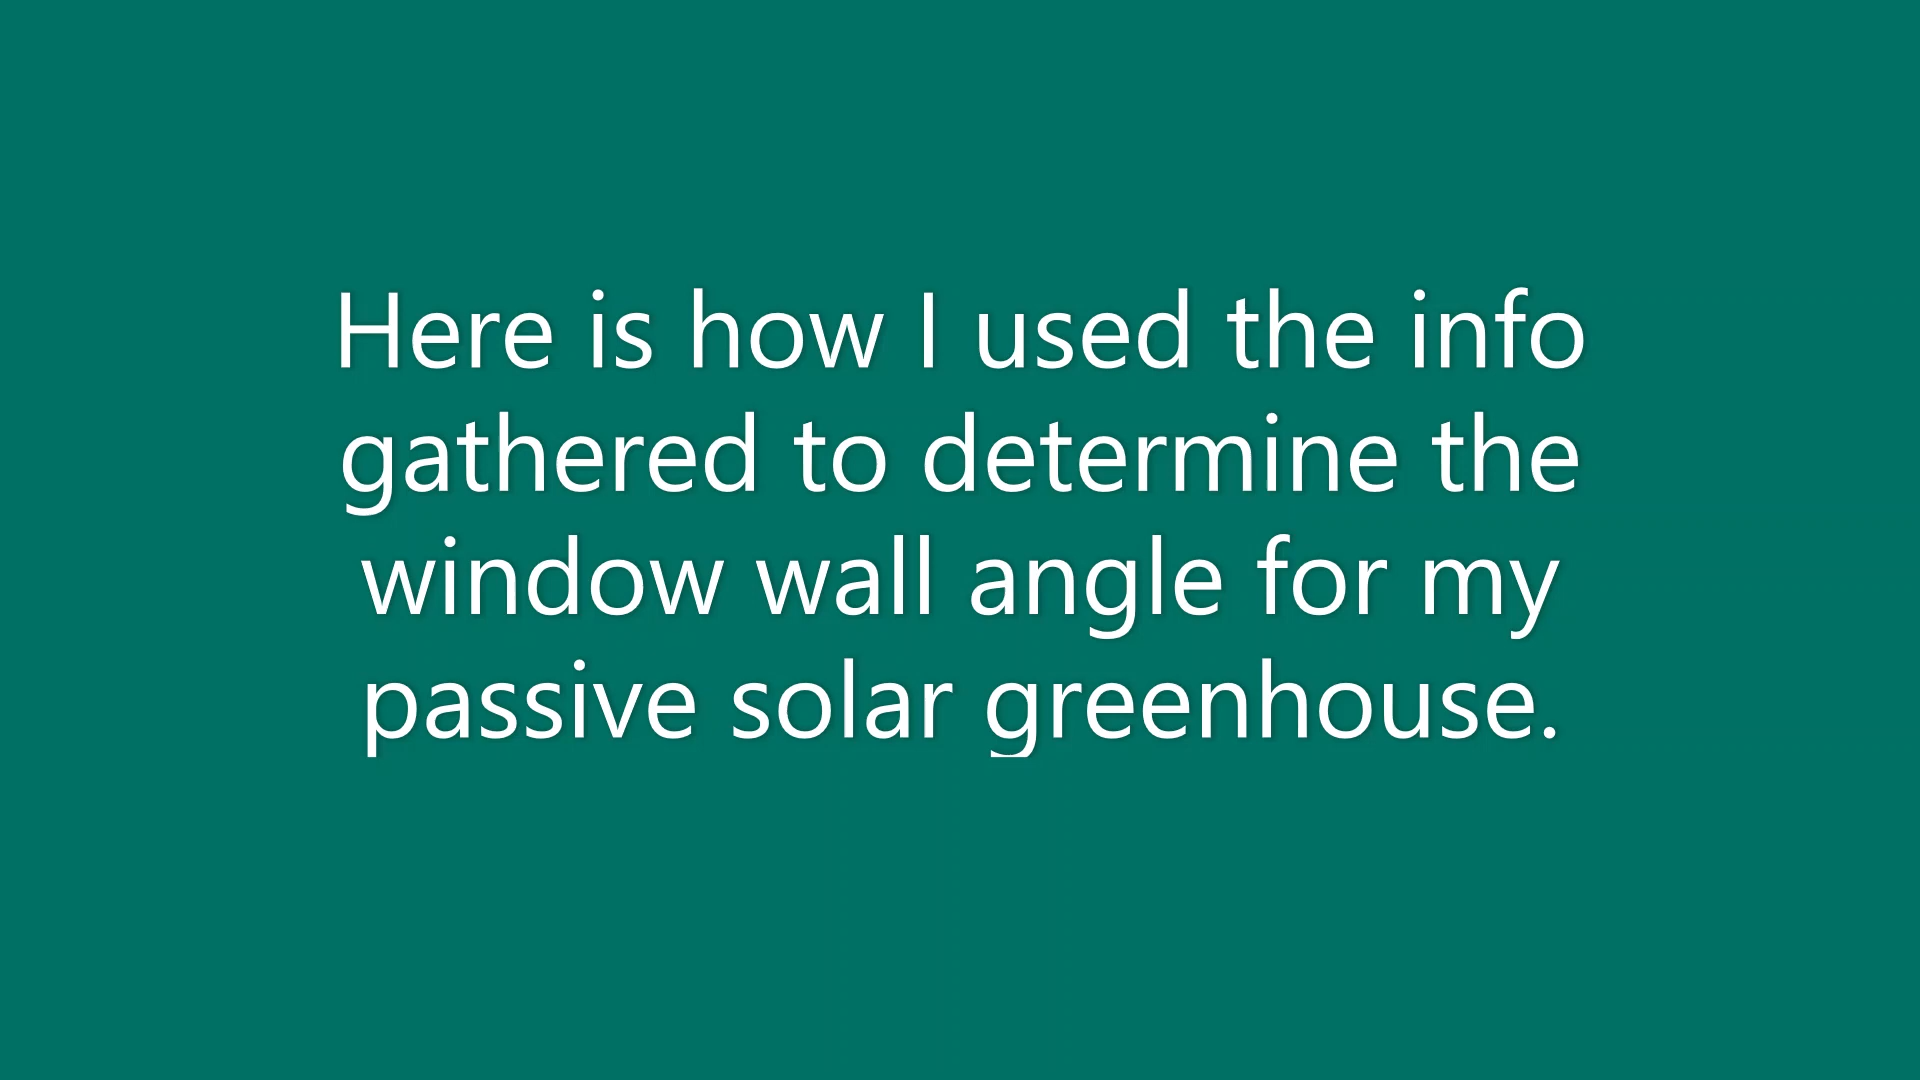 Here is how I used the info
gathered to determine the
window wall angle for my
passive solar greenhouse.